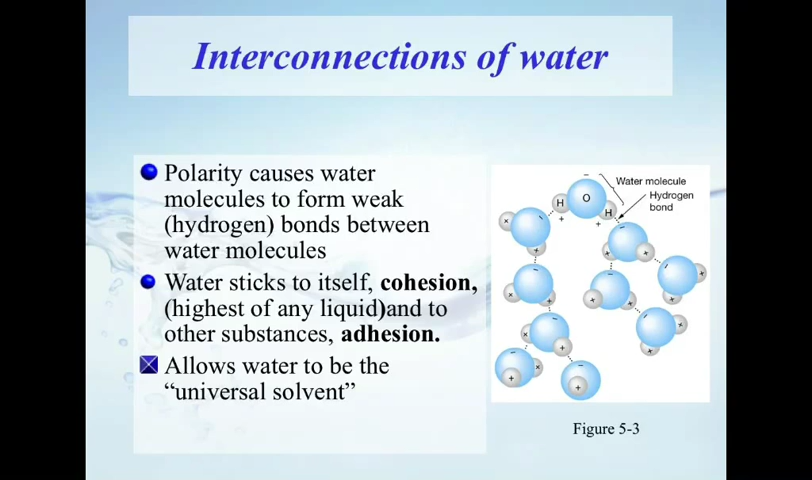 Interconnections of water
Polarity causes water
molecules to form weak
(hydrogen) bonds between
water molecules
Water sticks to itself, cohesion,
(highest of any liquid)and to
other substances, adhesion.
Allows water to be the
“universal solvent”
Water molecule
Hydrogen
bond
H O H
Figure 5-3